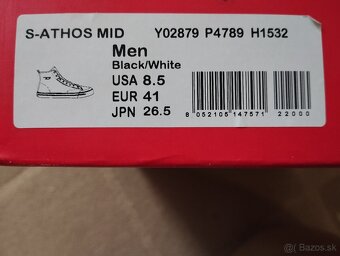 S-ATHOS MID Y02879 P4789 H1532
Men
Black/White
USA 8.5
EUR 41
JPN 26.5
8 052105 147571 22000
bazos.sk